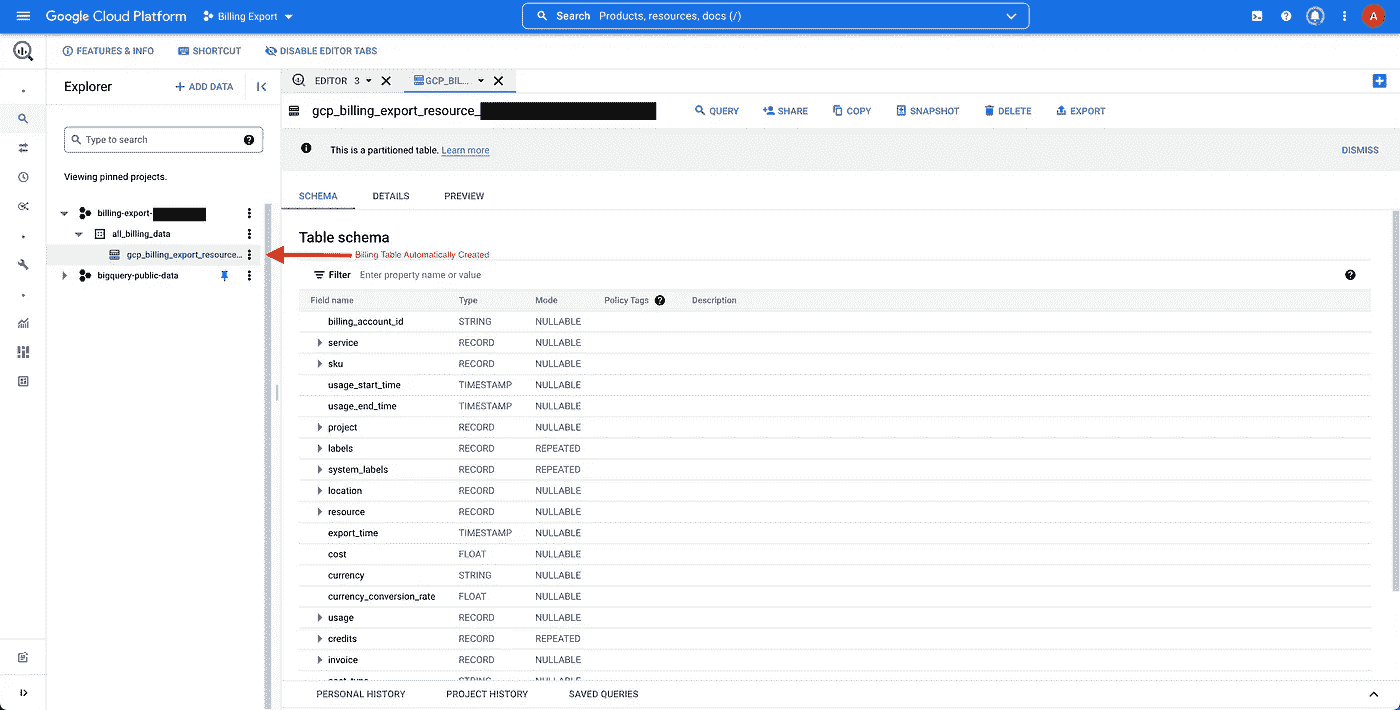 Google Cloud Platform Billing Export Search Products, resources, docs (/) A
FEATURES & INFO SHORTCUT DISABLE EDITOR TABS
Explorer + ADD DATA
EDITOR 3 GCP_BIL...
gcp_billing_export_resource_ QUERY SHARE COPY SNAPSHOT DELETE EXPORT
Type to search
This is a partitioned table. Learn more DISMISS
Viewing pinned projects.
billing-export-
all_billing_data
gcp_billing_export_resource...
bigquery-public-data
SCHEMA DETAILS PREVIEW
Table schema
Billing Table Automatically Created
Filter Enter property name or value
Field name Type Mode Policy Tags Description
billing_account_id STRING NULLABLE
service RECORD NULLABLE
sku RECORD NULLABLE
usage_start_time TIMESTAMP NULLABLE
usage_end_time TIMESTAMP NULLABLE
project RECORD NULLABLE
labels RECORD REPEATED
system_labels RECORD REPEATED
location RECORD NULLABLE
resource RECORD NULLABLE
export_time TIMESTAMP NULLABLE
cost FLOAT NULLABLE
currency STRING NULLABLE
currency_conversion_rate FLOAT NULLABLE
usage RECORD NULLABLE
credits RECORD REPEATED
invoice RECORD NULLABLE
PERSONAL HISTORY PROJECT HISTORY SAVED QUERIES